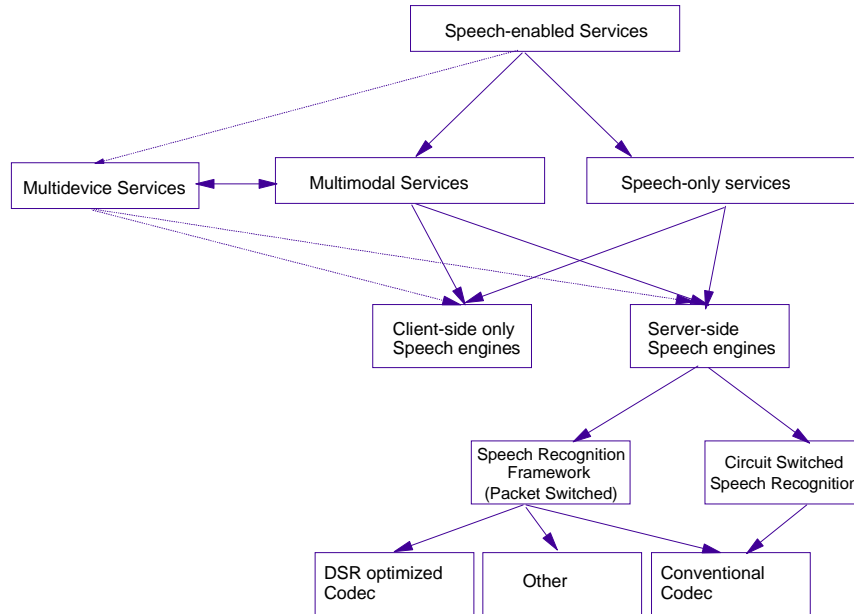 Speech-enabled Services
Multidevice Services
Multimodal Services
Speech-only services
Client-side only
Speech engines
Server-side
Speech engines
Speech Recognition
Framework
(Packet Switched)
Circuit Switched
Speech Recognition
DSR optimized
Codec
Other
Conventional
Codec